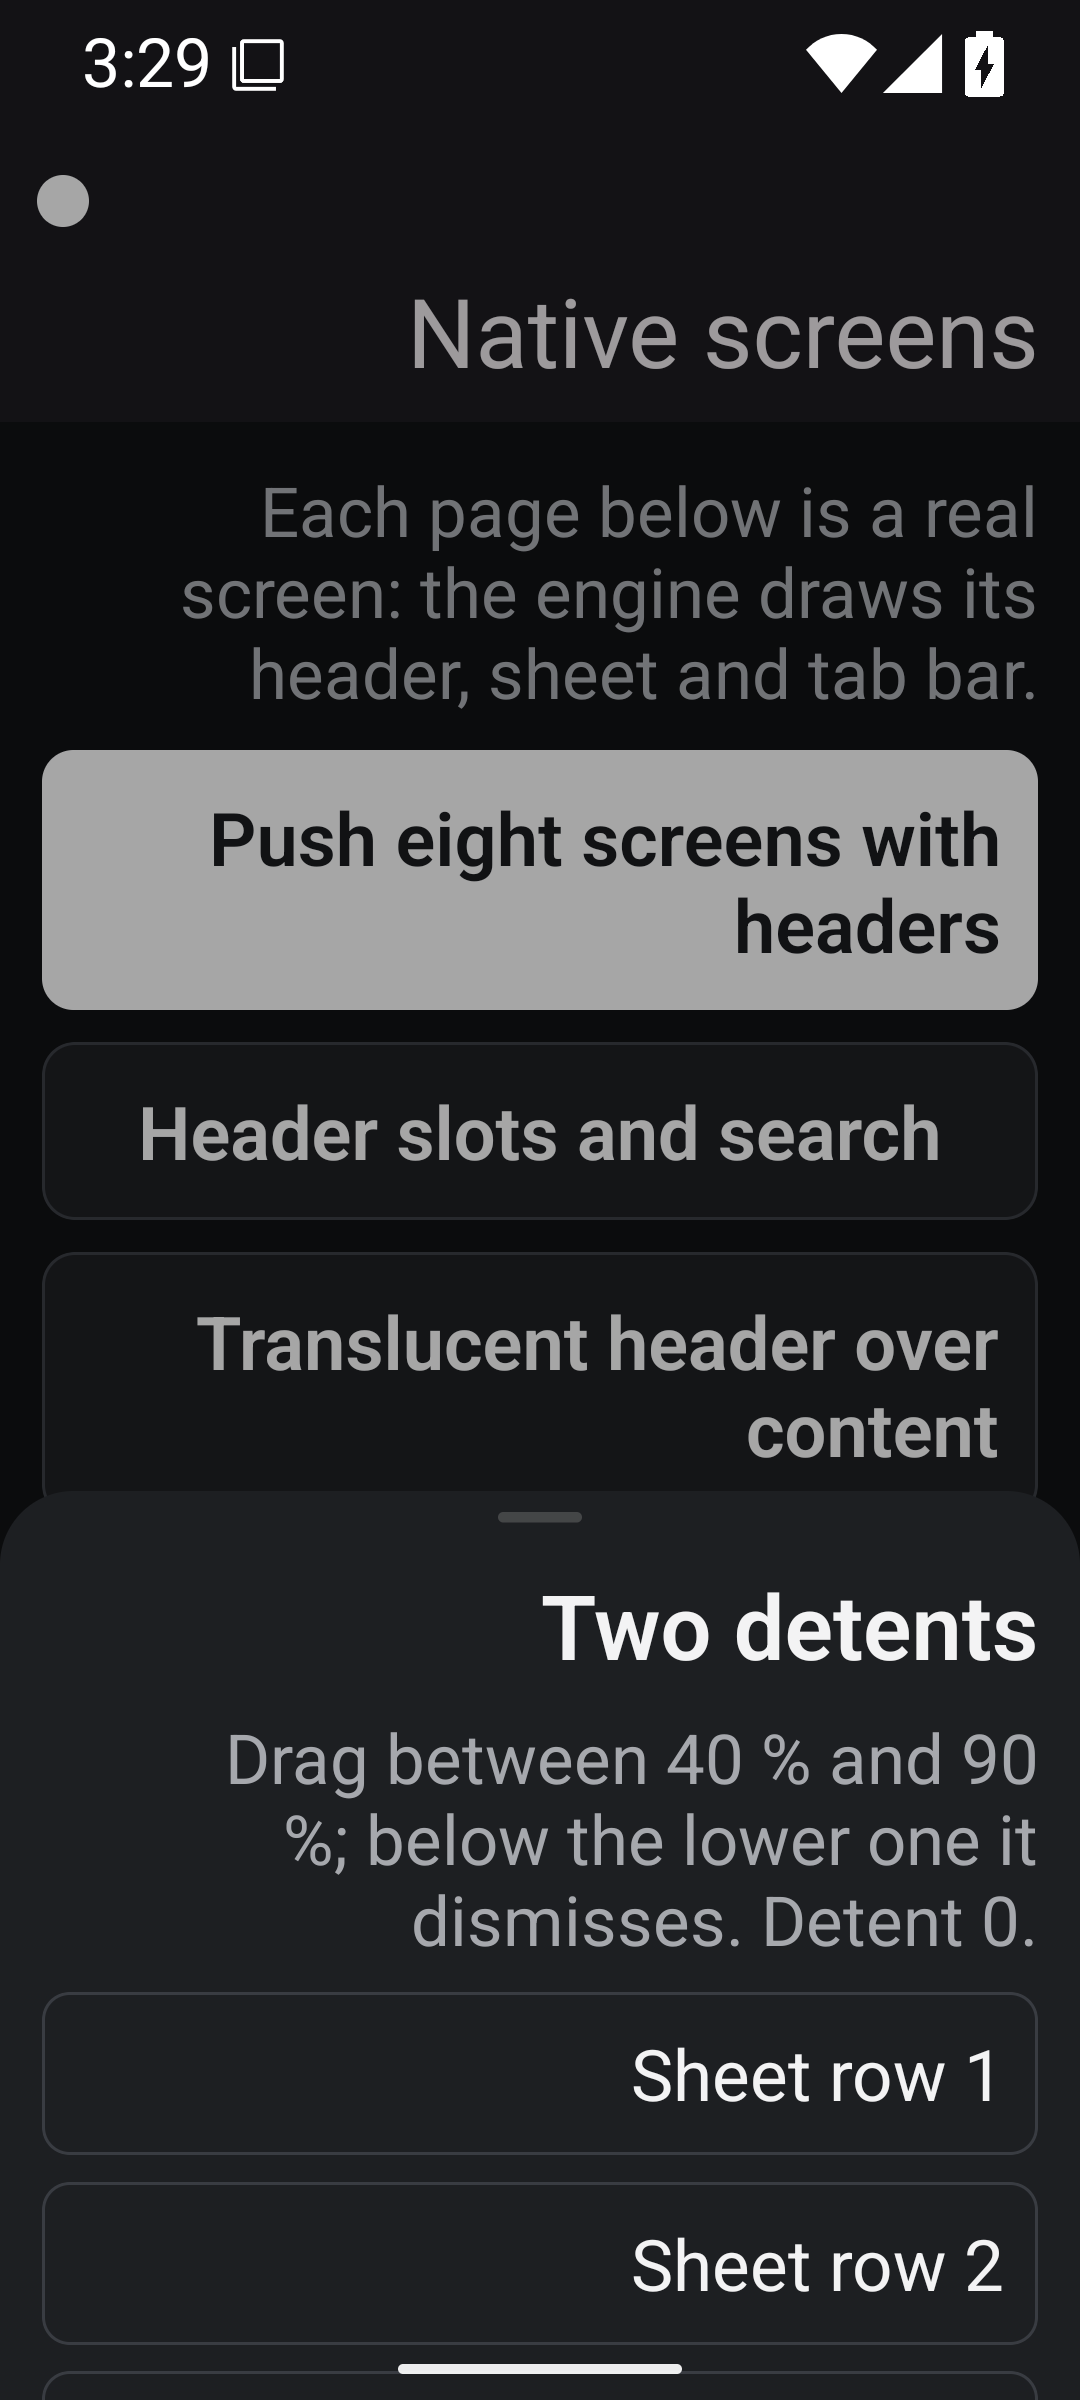 3:29
Native screens
Each page below is a real
screen: the engine draws its
header, sheet and tab bar.
Push eight screens with
headers
Header slots and search
Translucent header over
content
Two detents
Drag between 40 % and 90
%; below the lower one it
dismisses. Detent 0.
Sheet row 1
Sheet row 2